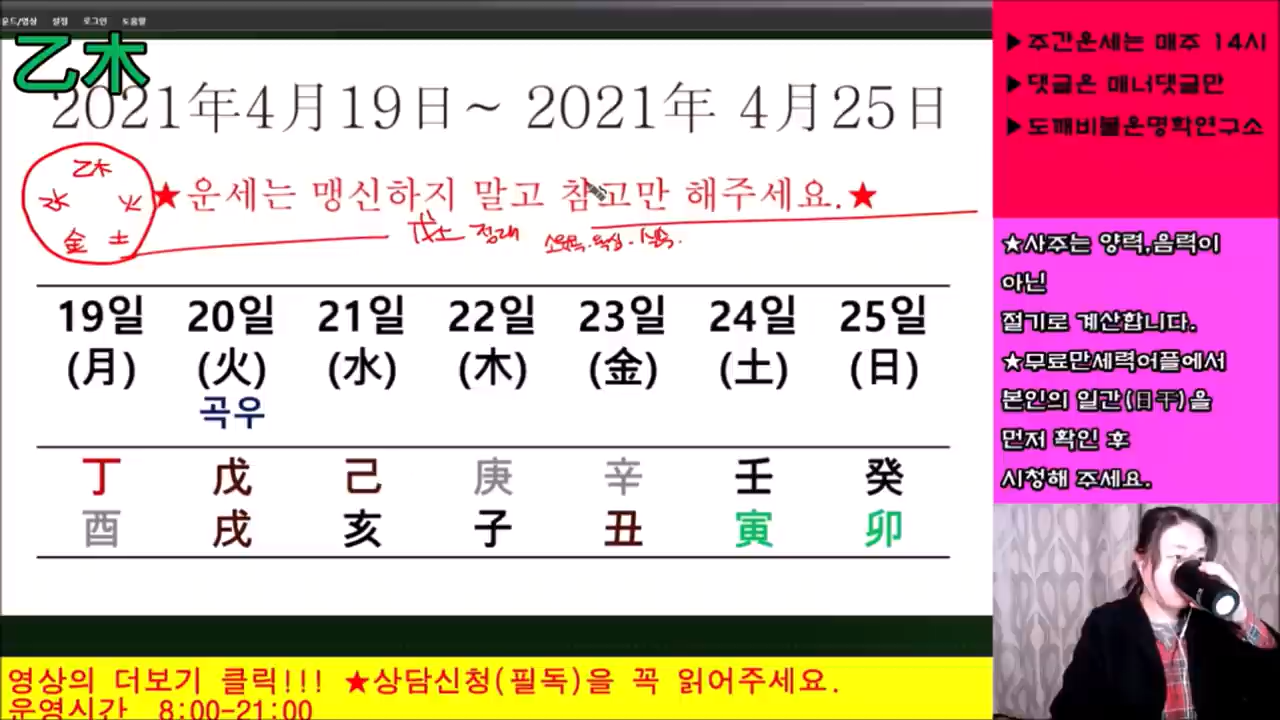 설정 로그인 도움말
乙木
2021年4月19日~ 2021年 4月25日
乙木
水 火
金 土
★운세는 맹신하지 말고 참고만 해주세요.★
戊土 정재
19일 20일 21일 22일 23일 24일 25일
(月) (火) (水) (木) (金) (土) (日)
곡우
丁 戊 己 庚 辛 壬 癸
酉 戌 亥 子 丑 寅 卯
▶주간운세는 매주 14시
▶댓글은 매너댓글만
▶도깨비불운명학연구소
★사주는 양력,음력이
아닌
절기로 계산합니다.
★무료만세력어플에서
본인의 일간(日干)을
먼저 확인 후
시청해 주세요.
영상의 더보기 클릭!!! ★상담신청(필독)을 꼭 읽어주세요.
운영시간 8:00-21:00